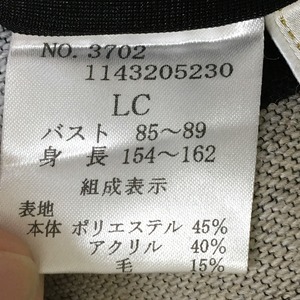 NO. 3702
1143205230
LC
バスト 85〜89
身 長 154〜162
組成表示
表地
本体 ポリエステル 45%
アクリル 40%
毛 15%